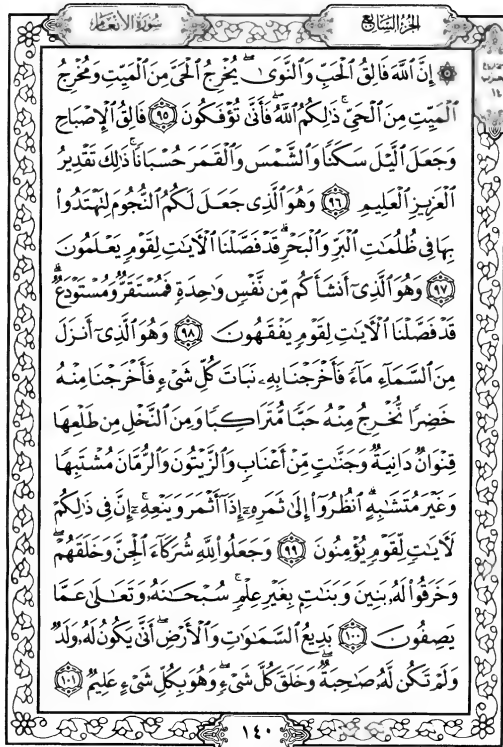 الجزء السابع
سورة الأنعام
۞ إِنَّ ٱللَّهَ فَالِقُ ٱلْحَبِّ وَٱلنَّوَىٰۖ يُخْرِجُ ٱلْحَىَّ مِنَ ٱلْمَيِّتِ وَمُخْرِجُ
ٱلْمَيِّتِ مِنَ ٱلْحَىِّۚ ذَٰلِكُمُ ٱللَّهُۖ فَأَنَّىٰ تُؤْفَكُونَ ٩٥ فَالِقُ ٱلْإِصْبَاحِ
وَجَعَلَ ٱلَّيْلَ سَكَنًا وَٱلشَّمْسَ وَٱلْقَمَرَ حُسْبَانًاۚ ذَٰلِكَ تَقْدِيرُ
ٱلْعَزِيزِ ٱلْعَلِيمِ ٩٦ وَهُوَ ٱلَّذِى جَعَلَ لَكُمُ ٱلنُّجُومَ لِتَهْتَدُوا۟
بِهَا فِى ظُلُمَٰتِ ٱلْبَرِّ وَٱلْبَحْرِۗ قَدْ فَصَّلْنَا ٱلْءَايَٰتِ لِقَوْمٍ يَعْلَمُونَ
٩٧ وَهُوَ ٱلَّذِىٓ أَنشَأَكُم مِّن نَّفْسٍ وَٰحِدَةٍ فَمُسْتَقَرٌّ وَمُسْتَوْدَعٌۗ
قَدْ فَصَّلْنَا ٱلْءَايَٰتِ لِقَوْمٍ يَفْقَهُونَ ٩٨ وَهُوَ ٱلَّذِىٓ أَنزَلَ
مِنَ ٱلسَّمَآءِ مَآءً فَأَخْرَجْنَا بِهِۦ نَبَاتَ كُلِّ شَىْءٍ فَأَخْرَجْنَا مِنْهُ
خَضِرًا نُّخْرِجُ مِنْهُ حَبًّا مُّتَرَاكِبًا وَمِنَ ٱلنَّخْلِ مِن طَلْعِهَا
قِنْوَانٌ دَانِيَةٌ وَجَنَّٰتٍ مِّنْ أَعْنَابٍ وَٱلزَّيْتُونَ وَٱلرُّمَّانَ مُشْتَبِهًا
وَغَيْرَ مُتَشَٰبِهٍۗ ٱنظُرُوٓا۟ إِلَىٰ ثَمَرِهِۦٓ إِذَآ أَثْمَرَ وَيَنْعِهِۦٓۚ إِنَّ فِى ذَٰلِكُمْ
لَءَايَٰتٍ لِّقَوْمٍ يُؤْمِنُونَ ٩٩ وَجَعَلُوا۟ لِلَّهِ شُرَكَآءَ ٱلْجِنَّ وَخَلَقَهُمْۖ
وَخَرَقُوا۟ لَهُۥ بَنِينَ وَبَنَٰتٍۭ بِغَيْرِ عِلْمٍۚ سُبْحَٰنَهُۥ وَتَعَٰلَىٰ عَمَّا
يَصِفُونَ ١٠٠ بَدِيعُ ٱلسَّمَٰوَٰتِ وَٱلْأَرْضِۖ أَنَّىٰ يَكُونُ لَهُۥ وَلَدٌ
وَلَمْ تَكُن لَّهُۥ صَٰحِبَةٌۖ وَخَلَقَ كُلَّ شَىْءٍۖ وَهُوَ بِكُلِّ شَىْءٍ عَلِيمٌ ١٠١
١٤٠